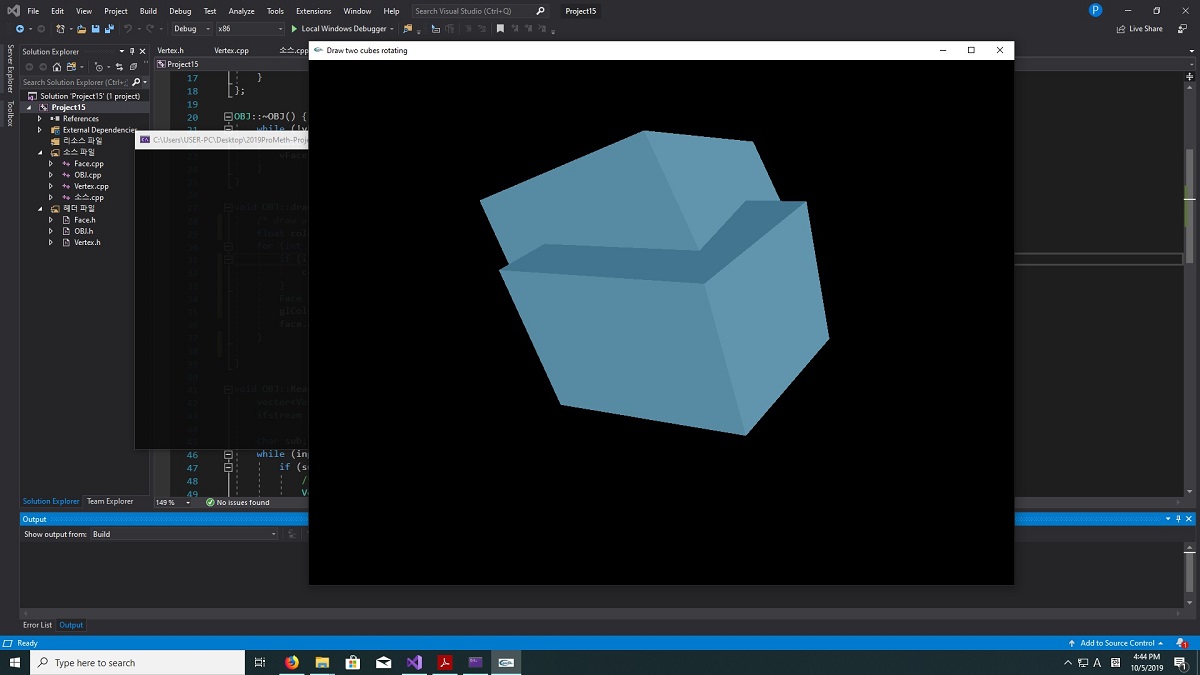 File Edit View Project Build Debug Test Analyze Tools Extensions Window Help Search Visual Studio (Ctrl+Q) Project15 P
Debug x86 Local Windows Debugger Live Share
Server Explorer
Toolbox
Solution Explorer
Search Solution Explorer (Ctrl+;
Solution 'Project15' (1 project)
Project15
References
External Dependencies
리소스 파일
소스 파일
Face.cpp
OBJ.cpp
Vertex.cpp
소스.cpp
헤더 파일
Face.h
OBJ.h
Vertex.h
Solution Explorer Team Explorer
Vertex.h Vertex.cpp 소스.cpp
Project15
17 }
18 };
19
20 OBJ::~OBJ() {
C:\Users\USER-PC\Desktop\2019ProMeth-Proj
46 while (in
47 if (s
48 /
49 V
149 % No issues found
Draw two cubes rotating
Output
Show output from: Build
Error List Output
Ready Add to Source Control 1
Type here to search
A
4:44 PM
10/5/2019
1